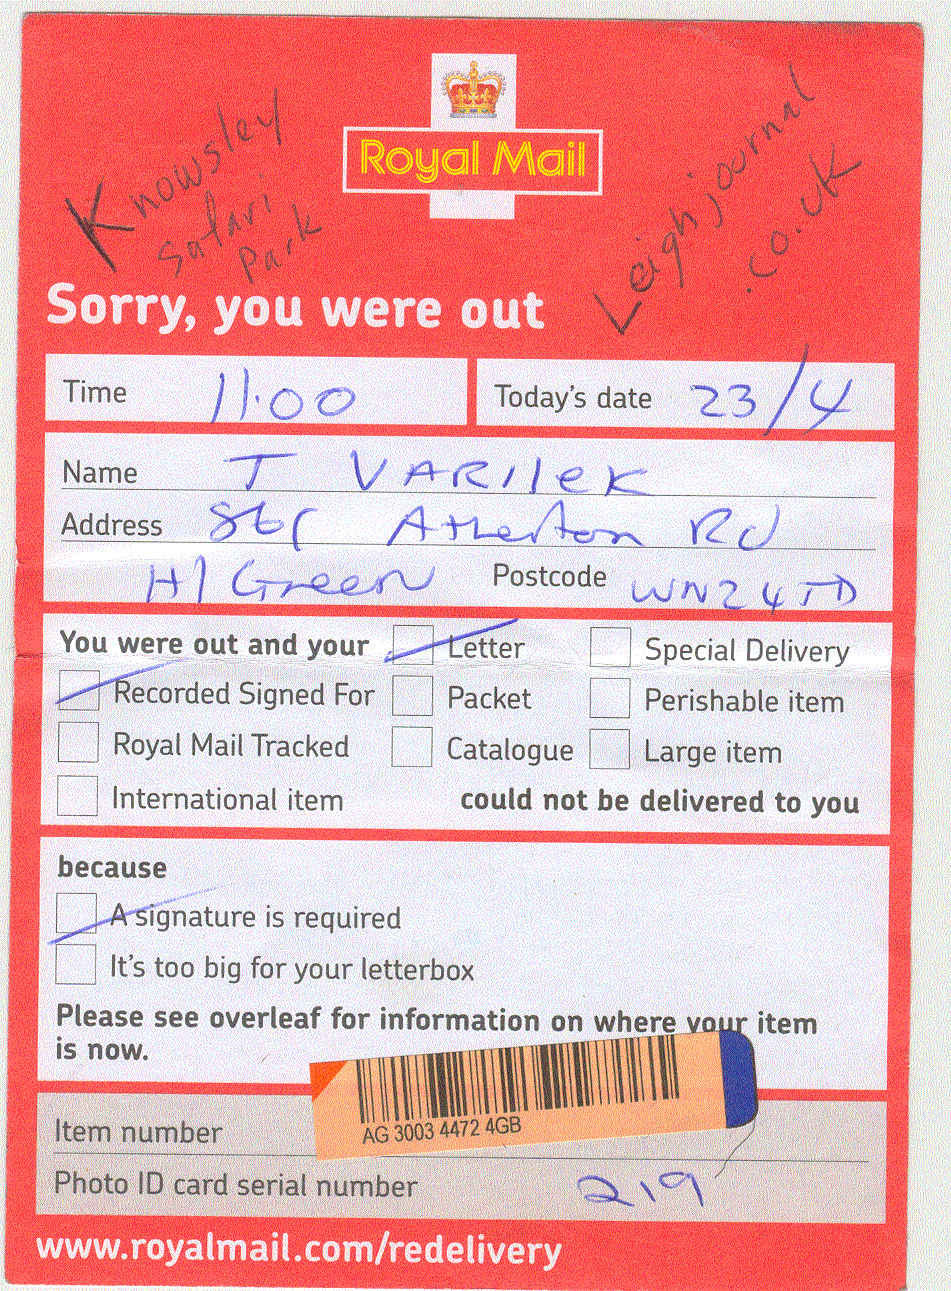 Royal Mail
Knowsley
Safari
Park
Leighjournal
.co.uk
Sorry, you were out
Time 11.00
Today's date 23/4
Name J VARIleK
Address Atherton Rd
H1 Green Postcode WN2 4TD
You were out and your Letter Special Delivery
Recorded Signed For Packet Perishable item
Royal Mail Tracked Catalogue Large item
International item could not be delivered to you
because
A signature is required
It's too big for your letterbox
Please see overleaf for information on where your item
is now.
AG 3003 4472 4GB
Item number
Photo ID card serial number 219
www.royalmail.com/redelivery